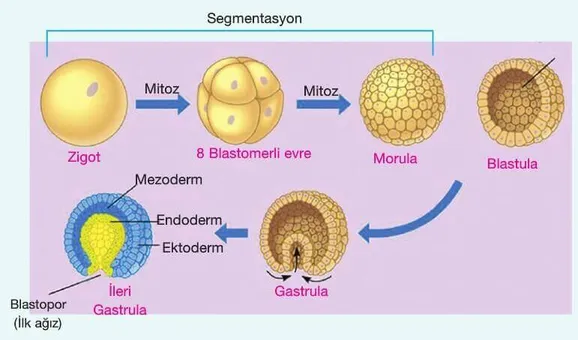 Segmentasyon
Mitoz
Mitoz
Zigot
8 Blastomerli evre
Morula
Blastula
Mezoderm
Endoderm
Ektoderm
Blastopor
(İlk ağız)
İleri
Gastrula
Gastrula